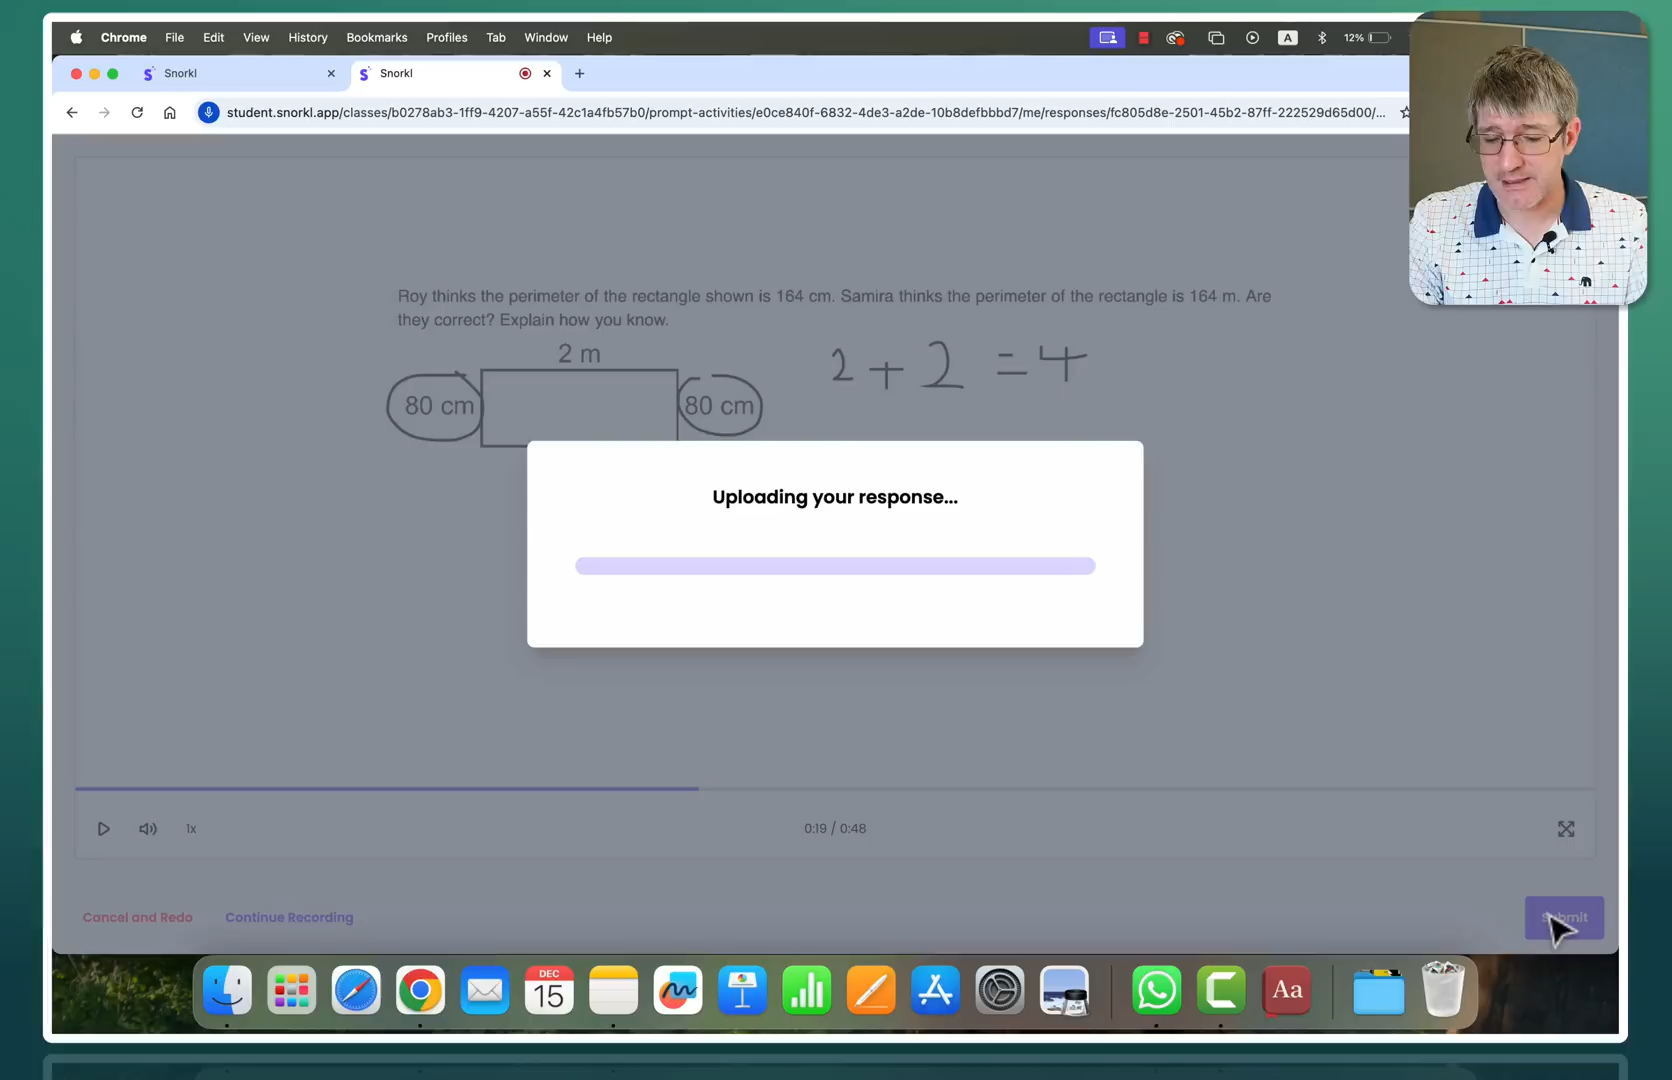 Chrome File Edit View History Bookmarks Profiles Tab Window Help A 12%
Snorkl
Snorkl
student.snorkl.app/classes/b0278ab3-1ff9-4207-a55f-42c1a4fb57b0/prompt-activities/e0ce840f-6832-4de3-a2de-10b8defbbbd7/me/responses/fc805d8e-2501-45b2-87ff-222529d65d00/...
Roy thinks the perimeter of the rectangle shown is 164 cm. Samira thinks the perimeter of the rectangle is 164 m. Are
they correct? Explain how you know.
2 m
2 + 2 = 4
80 cm
80 cm
Uploading your response...
1x
0:19 / 0:48
Cancel and Redo
Continue Recording
Submit
DEC
15
Aa